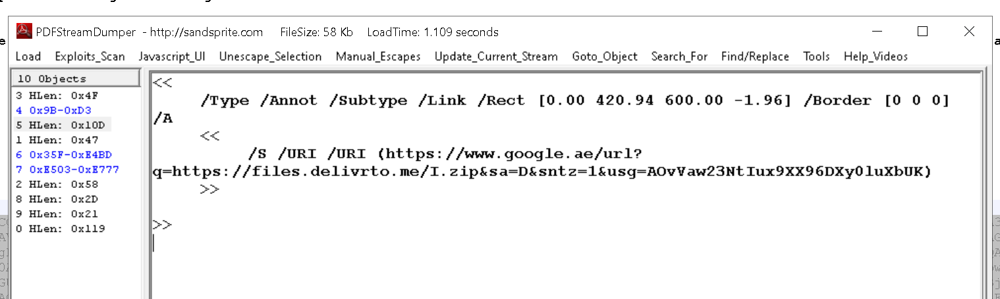 PDFStreamDumper - http://sandsprite.com FileSize: 58 Kb LoadTime: 1.109 seconds
Load Exploits_Scan Javascript_UI Unescape_Selection Manual_Escapes Update_Current_Stream Goto_Object Search_For Find/Replace Tools Help_Videos
10 Objects
3 HLen: 0x4F
4 0x9B-0xD3
5 HLen: 0x10D
1 HLen: 0x47
6 0x35F-0xE4BD
7 0xE503-0xE777
2 HLen: 0x58
8 HLen: 0x2D
9 HLen: 0x21
0 HLen: 0x119
<<
/Type /Annot /Subtype /Link /Rect [0.00 420.94 600.00 -1.96] /Border [0 0 0]
/A
<<
/S /URI /URI (https://www.google.ae/url?
q=https://files.delivrto.me/I.zip&sa=D&sntz=1&usg=AOvVaw23NtIux9XX96DXy0luXbUK)
>>
>>